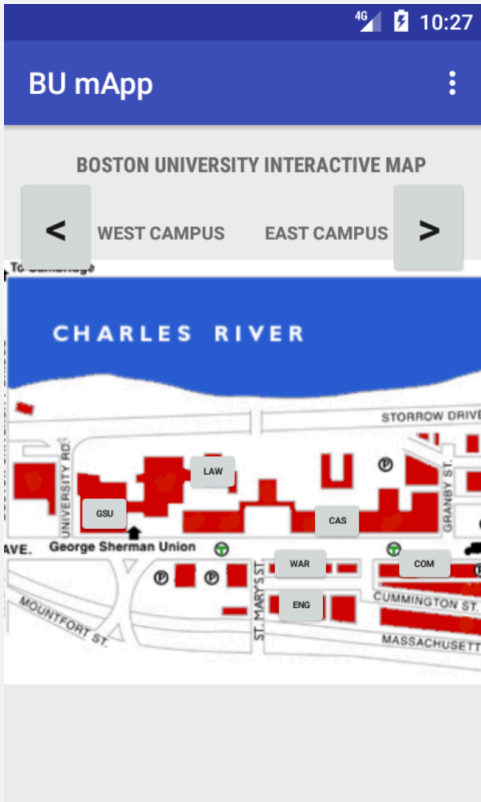 4G 10:27
BU mApp
BOSTON UNIVERSITY INTERACTIVE MAP
< WEST CAMPUS EAST CAMPUS >
To Cambridge
CHARLES RIVER
STORROW DRIVE
UNIVERSITY RD.
LAW
GRANBY ST.
GSU
CAS
AVE.
George Sherman Union
WAR
COM
ST. MARY'S ST.
ENG
CUMMINGTON ST.
MOUNTFORT ST.
MASSACHUSETT
P
P
P